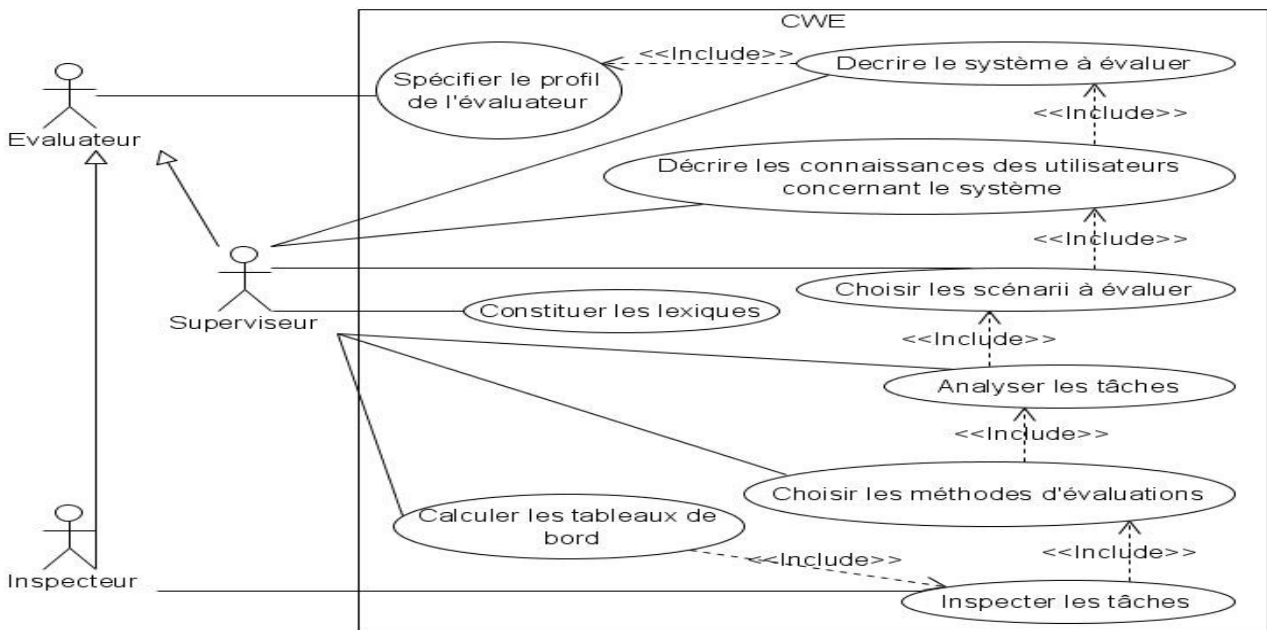 CWE
<<Include>>
Spécifier le profil
de l'évaluateur
Decrire le système à évaluer
Evaluateur
<<Include>>
Décrire les connaissances des utilisateurs
concernant le système
<<Include>>
Choisir les scénarii à évaluer
Superviseur
Constituer les lexiques
<<Include>>
Analyser les tâches
<<Include>>
Choisir les méthodes d'évaluations
Calculer les tableaux de
bord
<<Include>>
<<Include>>
Inspecteur
Inspecter les tâches